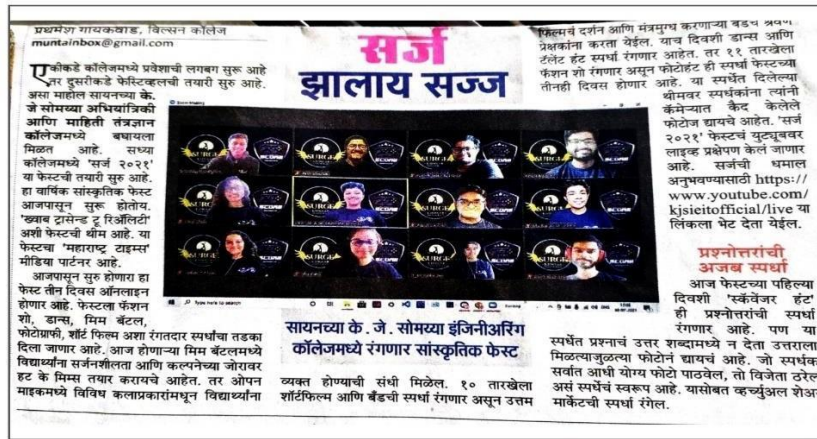 प्रथमेश गायकवाड, विल्सन कॉलेज
muntainbox@gmail.com
सर्ज
झालाय सज्ज
एकीकडे कॉलेजमध्ये प्रवेशाची लगबग सुरू आहे
तर दुसरीकडे फेस्टिव्हलची तयारी सुरु आहे.
असा माहोल सायनच्या के.
जे सोमय्या अभियांत्रिकी
आणि माहिती तंत्रज्ञान
कॉलेजमध्ये बघायला
मिळत आहे. सध्या
कॉलेजमध्ये 'सर्ज २०२१'
या फेस्टची तयारी सुरु आहे.
हा वार्षिक सांस्कृतिक फेस्ट
आजपासून सुरू होतोय.
'ख्वाब ट्रासेन्ड टू रिअ‍ॅलिटी'
अशी फेस्टची थीम आहे. या
फेस्टचा 'महाराष्ट्र टाइम्स'
मीडिया पार्टनर आहे.
आजपासून सुरु होणारा हा
फेस्ट तीन दिवस ऑनलाइन
होणार आहे. फेस्टला फॅशन
शो, डान्स, मिम बॅटल,
फोटोग्राफी, शॉर्ट फिल्म अशा रंगतदार स्पर्धांचा तडका
दिला जाणार आहे. आज होणाऱ्या मिम बॅटलमध्ये
विद्यार्थ्यांना सर्जनशीलता आणि कल्पनेच्या जोरावर
हट के मिम्स तयार करायचे आहेत. तर ओपन
माइकमध्ये विविध कलाप्रकारांमधून विद्यार्थ्यांना
SURGE
SCORE
Type here to search
सायनच्या के. जे. सोमय्या इंजिनीअरिंग
कॉलेजमध्ये रंगणार सांस्कृतिक फेस्ट
व्यक्त होण्याची संधी मिळेल. १० तारखेला
शॉर्टफिल्म आणि बँडची स्पर्धा रंगणार असून उत्तम
फिल्मचं दर्शन आणि मंत्रमुग्ध करणाऱ्या बँडचं श्रवण
प्रेक्षकांना करता येईल. याच दिवशी डान्स आणि
टॅलेंट हंट स्पर्धा रंगणार आहेत. तर ११ तारखेला
फॅशन शो रंगणार असून फोटोहंट ही स्पर्धा फेस्टच्या
तीनही दिवस होणार आहे. या स्पर्धेत दिलेल्या
थीमवर स्पर्धकांना त्यांनी
कॅमेऱ्यात कैद केलेले
फोटोज द्यायचे आहेत. 'सर्ज
२०२१' फेस्टचं युट्यूबवर
लाइव्ह प्रक्षेपण केलं जाणार
आहे. सर्जची धमाल
अनुभवण्यासाठी https://
www.youtube.com/
kjsieitofficial/live या
लिंकला भेट देता येईल.
प्रश्नोत्तरांची
अजब स्पर्धा
आज फेस्टच्या पहिल्या
दिवशी 'स्कॅवेंजर हंट'
ही प्रश्नोत्तरांची स्पर्धा
रंगणार आहे. पण या
स्पर्धेत प्रश्नाचं उत्तर शब्दामध्ये न देता उत्तराला
मिळत्याजुळत्या फोटोनं द्यायचं आहे. जो स्पर्धक
सर्वात आधी योग्य फोटो पाठवेल, तो विजेता ठरेल
असं स्पर्धेचं स्वरूप आहे. यासोबत व्हर्च्युअल शेअर
मार्केटची स्पर्धा रंगेल.